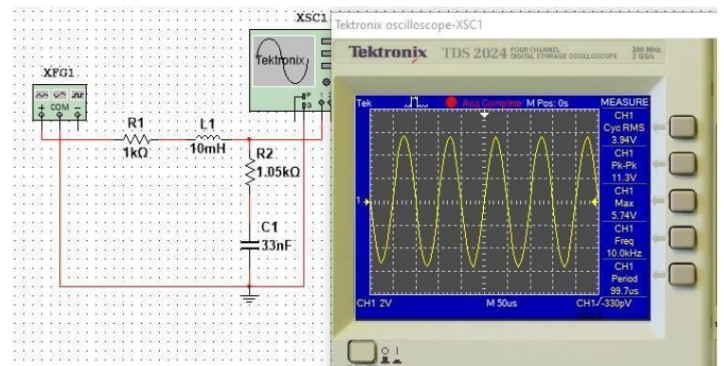 XSC1
Tektronix
XFG1
+ COM -
R1
1kΩ
L1
10mH
R2
1.05kΩ
C1
33nF
P
G
1
Tektronix oscilloscope-XSC1
Tektronix TDS 2024 FOUR CHANNEL DIGITAL STORAGE OSCILLOSCOPE 200 MHz 2 GS/s
Tek Acq Complete M Pos: 0s MEASURE
CH1
Cyc RMS
3.94V
CH1
Pk-Pk
11.3V
CH1
Max
5.74V
CH1
Freq
10.0kHz
CH1
Period
99.7us
1
CH1 2V M 50us CH1/-330pV